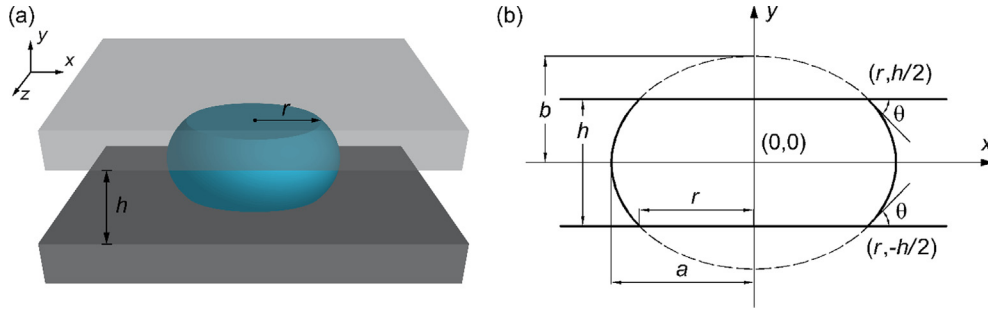 (a)
y
x
z
r
h
(b)
y
(r,h/2)
θ
b
h
(0,0)
x
r
θ
(r,-h/2)
a